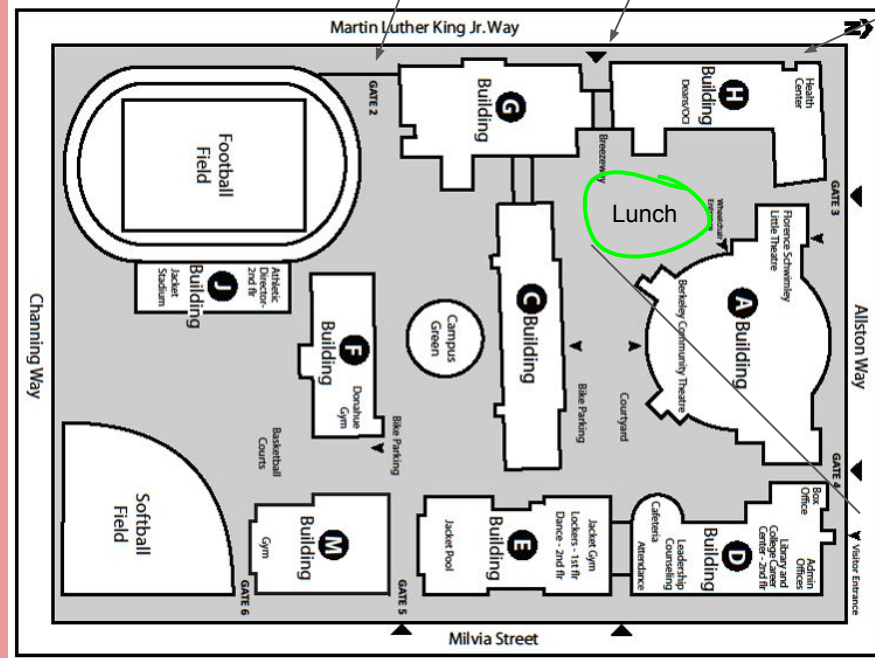 Martin Luther King Jr. Way
N
GATE 2
G
Building
H
Building
Deans/OCI
Health
Center
Football
Field
Breezeway
Lunch
Wheelchair
Entrance
GATE 3
Florence Schwimley
Little Theatre
J
Building
Athletic
Director-
2nd flr
Jacket
Stadium
Channing Way
F
Building
Donahue
Gym
Campus
Green
C Building
A Building
Berkeley Community Theatre
Allston Way
Bike Parking
Basketball
Courts
Bike Parking
Courtyard
GATE 4
Softball
Field
M
Building
Gym
E
Building
Jacket Pool
Jacket Gym
Lockers - 1st flr
Dance - 2nd flr
D
Building
Cafeteria
Attendance
Leadership
Counseling
Library and
College Career
Center - 2nd flr
Box
Office
Admin
Offices
Visitor Entrance
GATE 6
GATE 5
Milvia Street